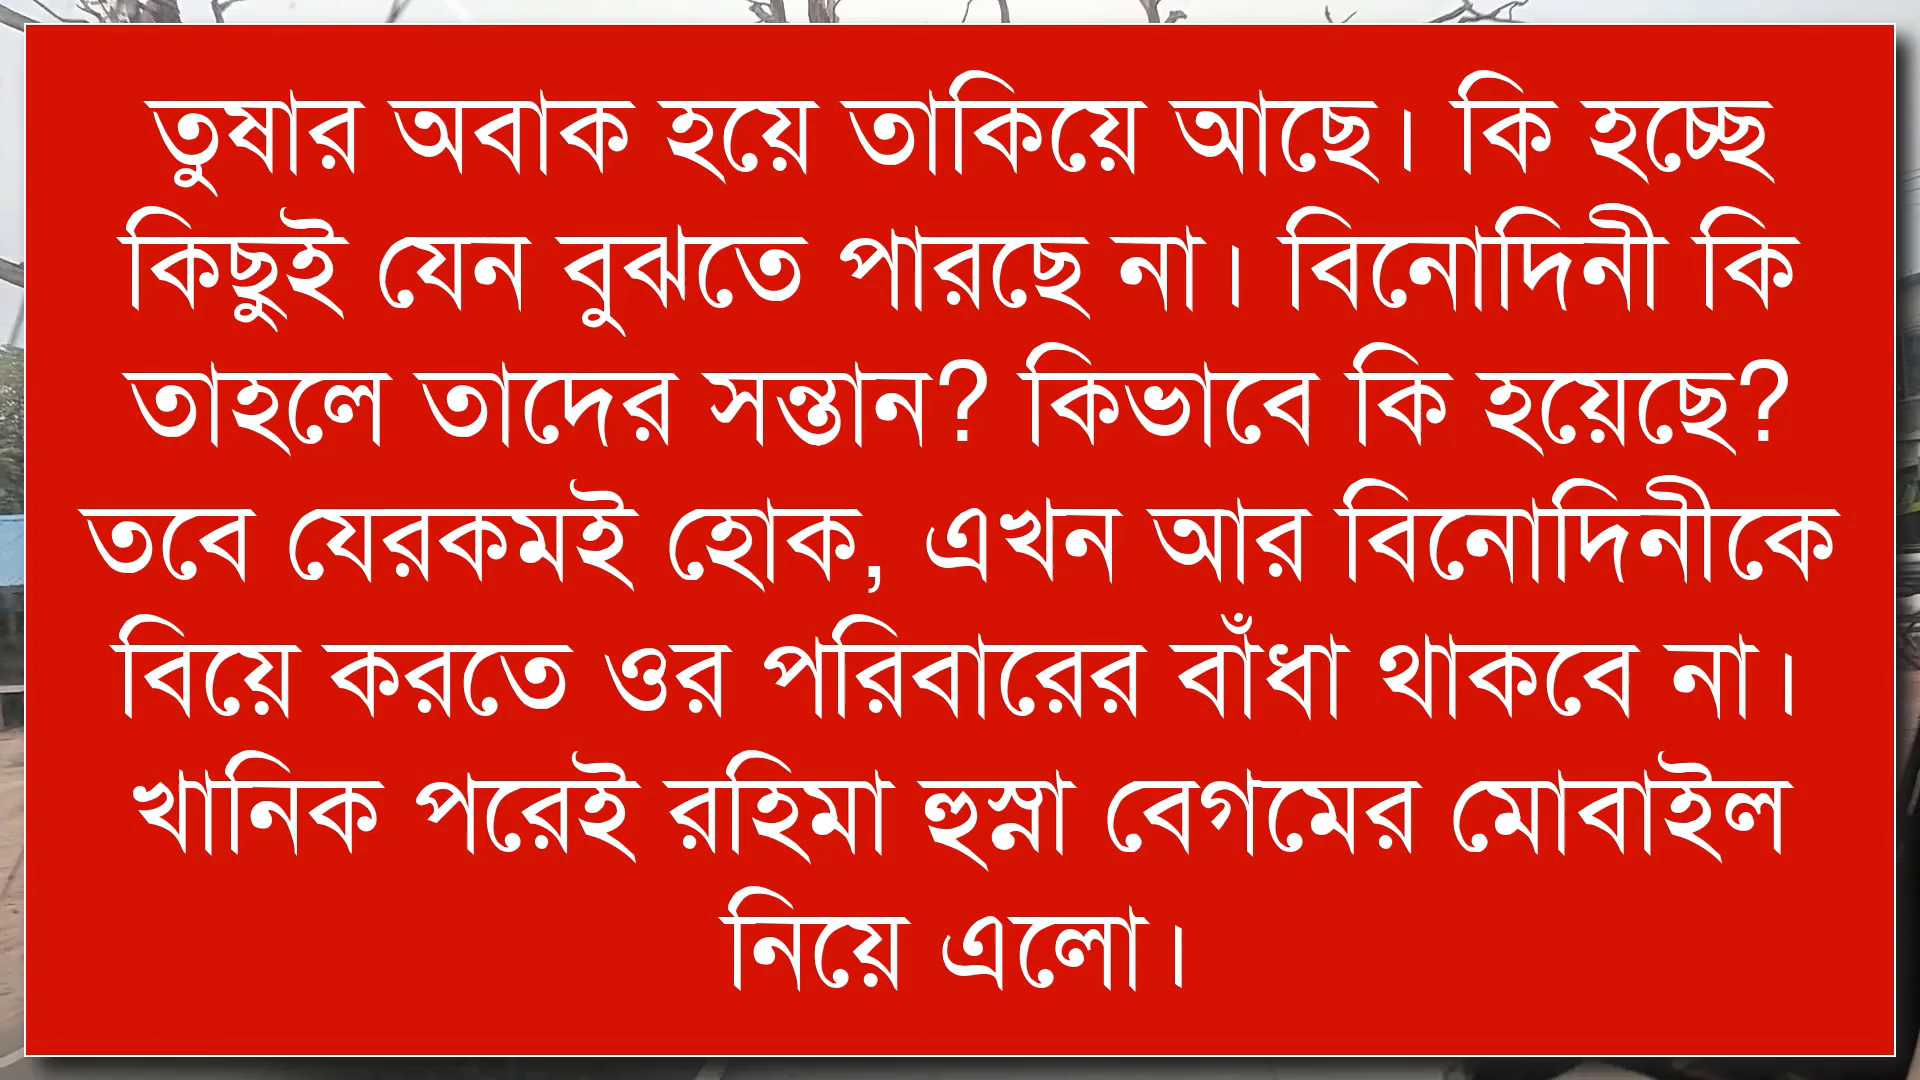 তুষার অবাক হয়ে তাকিয়ে আছে। কি হচ্ছে
কিছুই যেন বুঝতে পারছে না। বিনোদিনী কি
তাহলে তাদের সন্তান? কিভাবে কি হয়েছে?
তবে যেরকমই হোক, এখন আর বিনোদিনীকে
বিয়ে করতে ওর পরিবারের বাঁধা থাকবে না।
খানিক পরেই রহিমা হুস্না বেগমের মোবাইল
নিয়ে এলো।